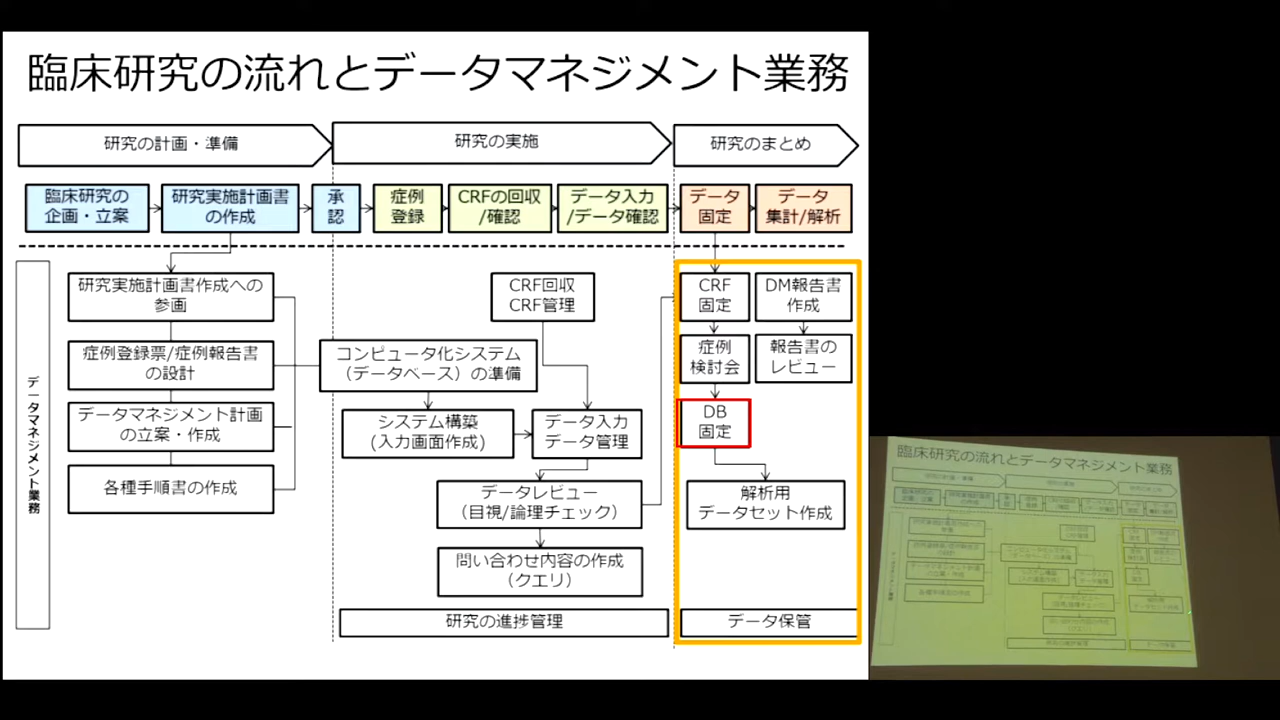 臨床研究の流れとデータマネジメント業務
研究の計画・準備
研究の実施
研究のまとめ
臨床研究の
企画・立案
研究実施計画書
の作成
承
認
症例
登録
CRFの回収
/確認
データ入力
/データ確認
データ
固定
データ
集計/解析
データマネジメント業務
研究実施計画書作成への
参画
症例登録票/症例報告書
の設計
データマネジメント計画
の立案・作成
各種手順書の作成
CRF回収
CRF管理
コンピュータ化システム
（データベース）の準備
システム構築
(入力画面作成)
データ入力
データ管理
データレビュー
（目視/論理チェック）
問い合わせ内容の作成
（クエリ）
研究の進捗管理
CRF
固定
DM報告書
作成
症例
検討会
報告書の
レビュー
DB
固定
解析用
データセット作成
データ保管
臨床研究の流れとデータマネジメント業務